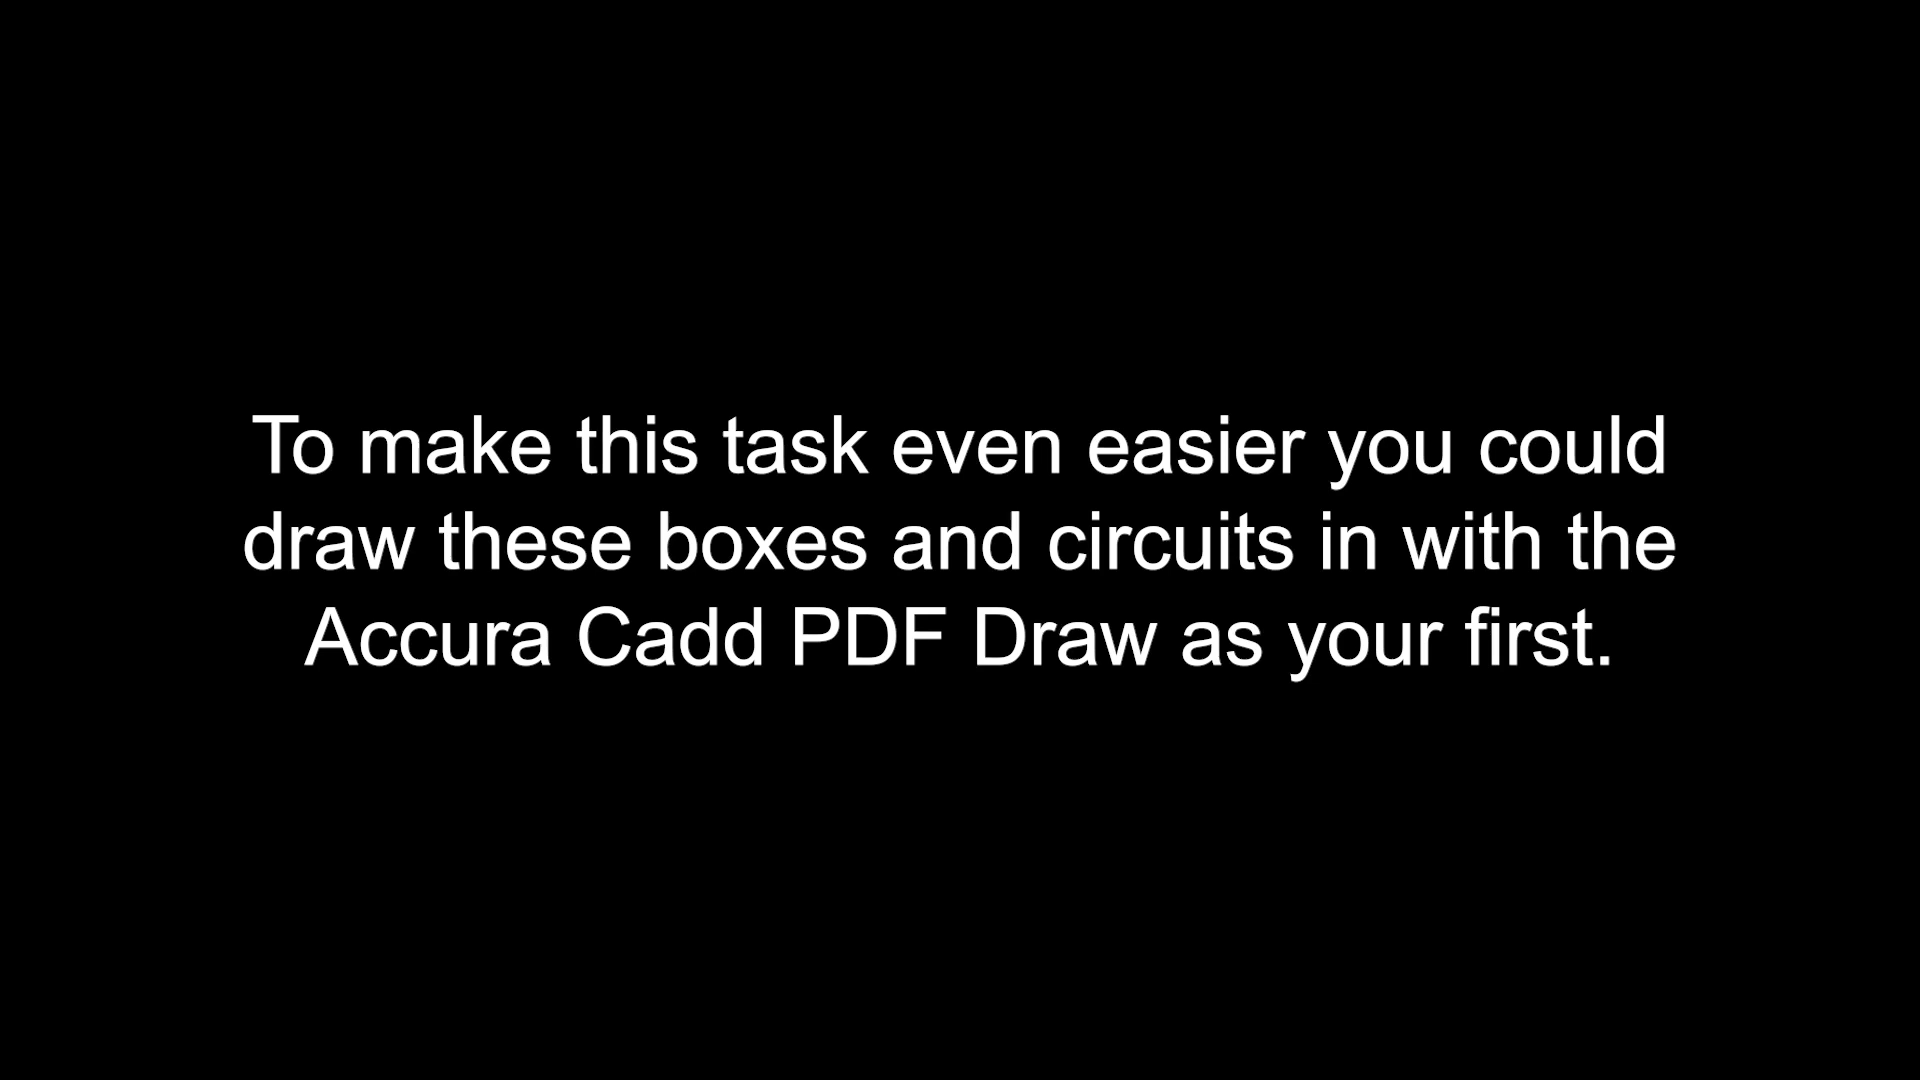 To make this task even easier you could
draw these boxes and circuits in with the
Accura Cadd PDF Draw as your first.